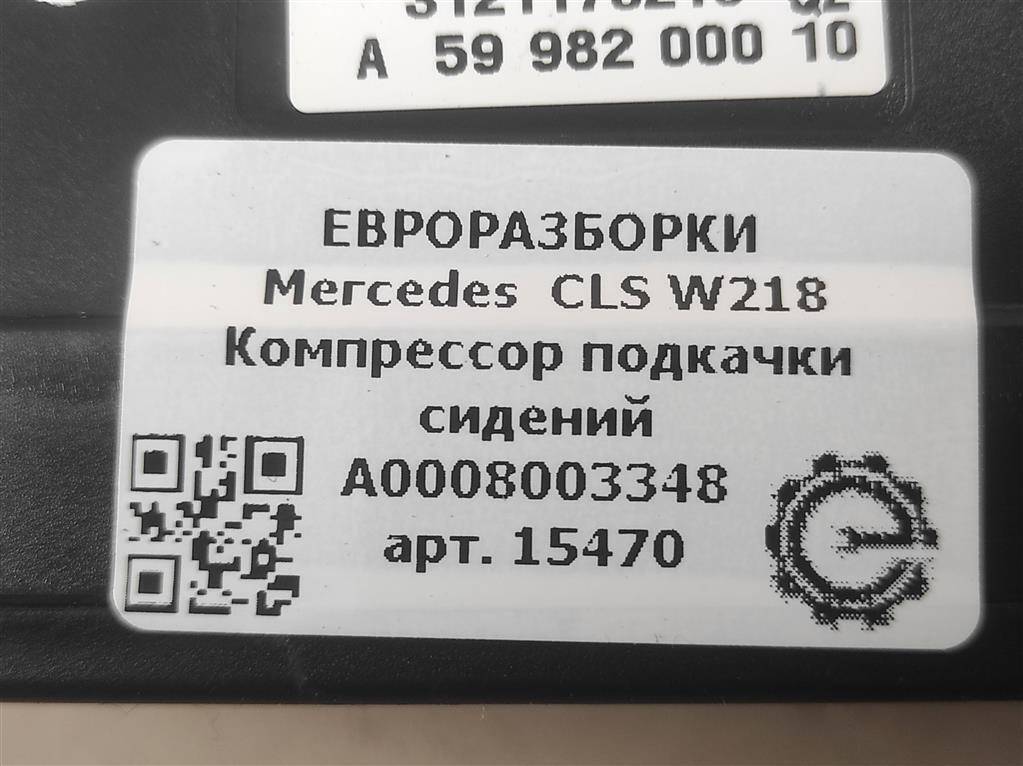 А 59 982 000 10
ЕВРОРАЗБОРКИ
Mercedes CLS W218
Компрессор подкачки
сидений
A0008003348
арт. 15470